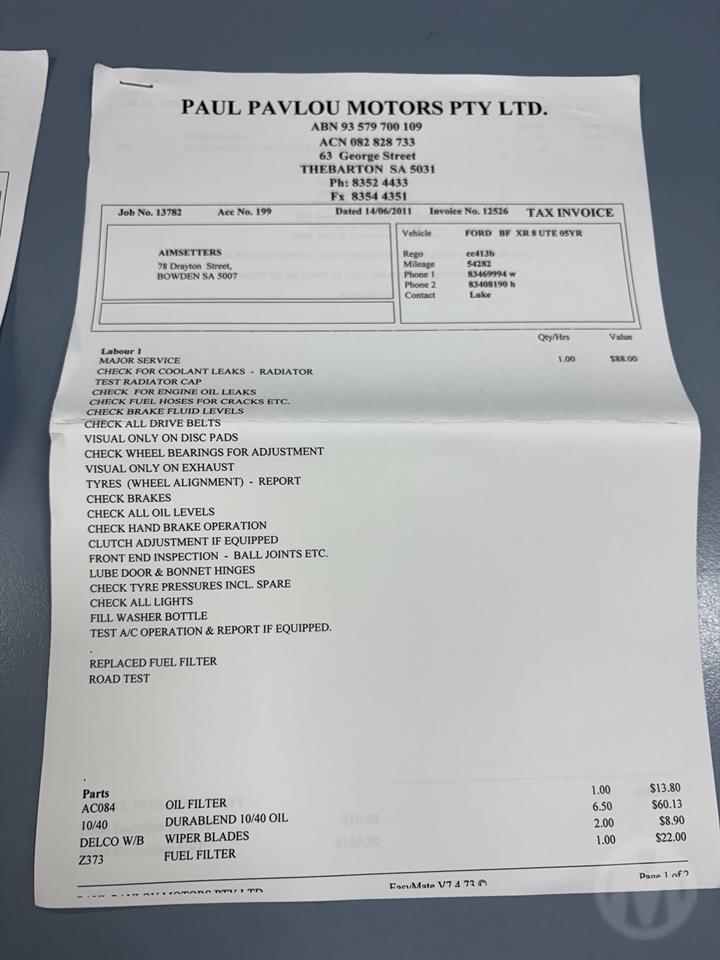 PAUL PAVLOU MOTORS PTY LTD.
ABN 93 579 700 109
ACN 082 828 733
63 George Street
THEBARTON SA 5031
Ph: 8352 4433
Fx 8354 4351
Job No. 13782 Acc No. 199 Dated 14/06/2011 Invoice No. 12526 TAX INVOICE
AIMSETTERS
78 Drayton Street,
BOWDEN SA 5007
Vehicle FORD BF XR 8 UTE 05YR
Rego cc413b
Mileage 54282
Phone 1 83469994 w
Phone 2 83408190 h
Contact Luke
Qty/Hrs Value
Labour 1
MAJOR SERVICE 1.00 $88.00
CHECK FOR COOLANT LEAKS - RADIATOR
TEST RADIATOR CAP
CHECK FOR ENGINE OIL LEAKS
CHECK FUEL HOSES FOR CRACKS ETC.
CHECK BRAKE FLUID LEVELS
CHECK ALL DRIVE BELTS
VISUAL ONLY ON DISC PADS
CHECK WHEEL BEARINGS FOR ADJUSTMENT
VISUAL ONLY ON EXHAUST
TYRES (WHEEL ALIGNMENT) - REPORT
CHECK BRAKES
CHECK ALL OIL LEVELS
CHECK HAND BRAKE OPERATION
CLUTCH ADJUSTMENT IF EQUIPPED
FRONT END INSPECTION - BALL JOINTS ETC.
LUBE DOOR & BONNET HINGES
CHECK TYRE PRESSURES INCL. SPARE
CHECK ALL LIGHTS
FILL WASHER BOTTLE
TEST A/C OPERATION & REPORT IF EQUIPPED.
.
REPLACED FUEL FILTER
ROAD TEST
.
Parts
AC084 OIL FILTER 1.00 $13.80
10/40 DURABLEND 10/40 OIL 6.50 $60.13
DELCO W/B WIPER BLADES 2.00 $8.90
Z373 FUEL FILTER 1.00 $22.00
PAUL PAVLOU MOTORS PTY LTD EasyMate V7.4.73 © Page 1 of 2